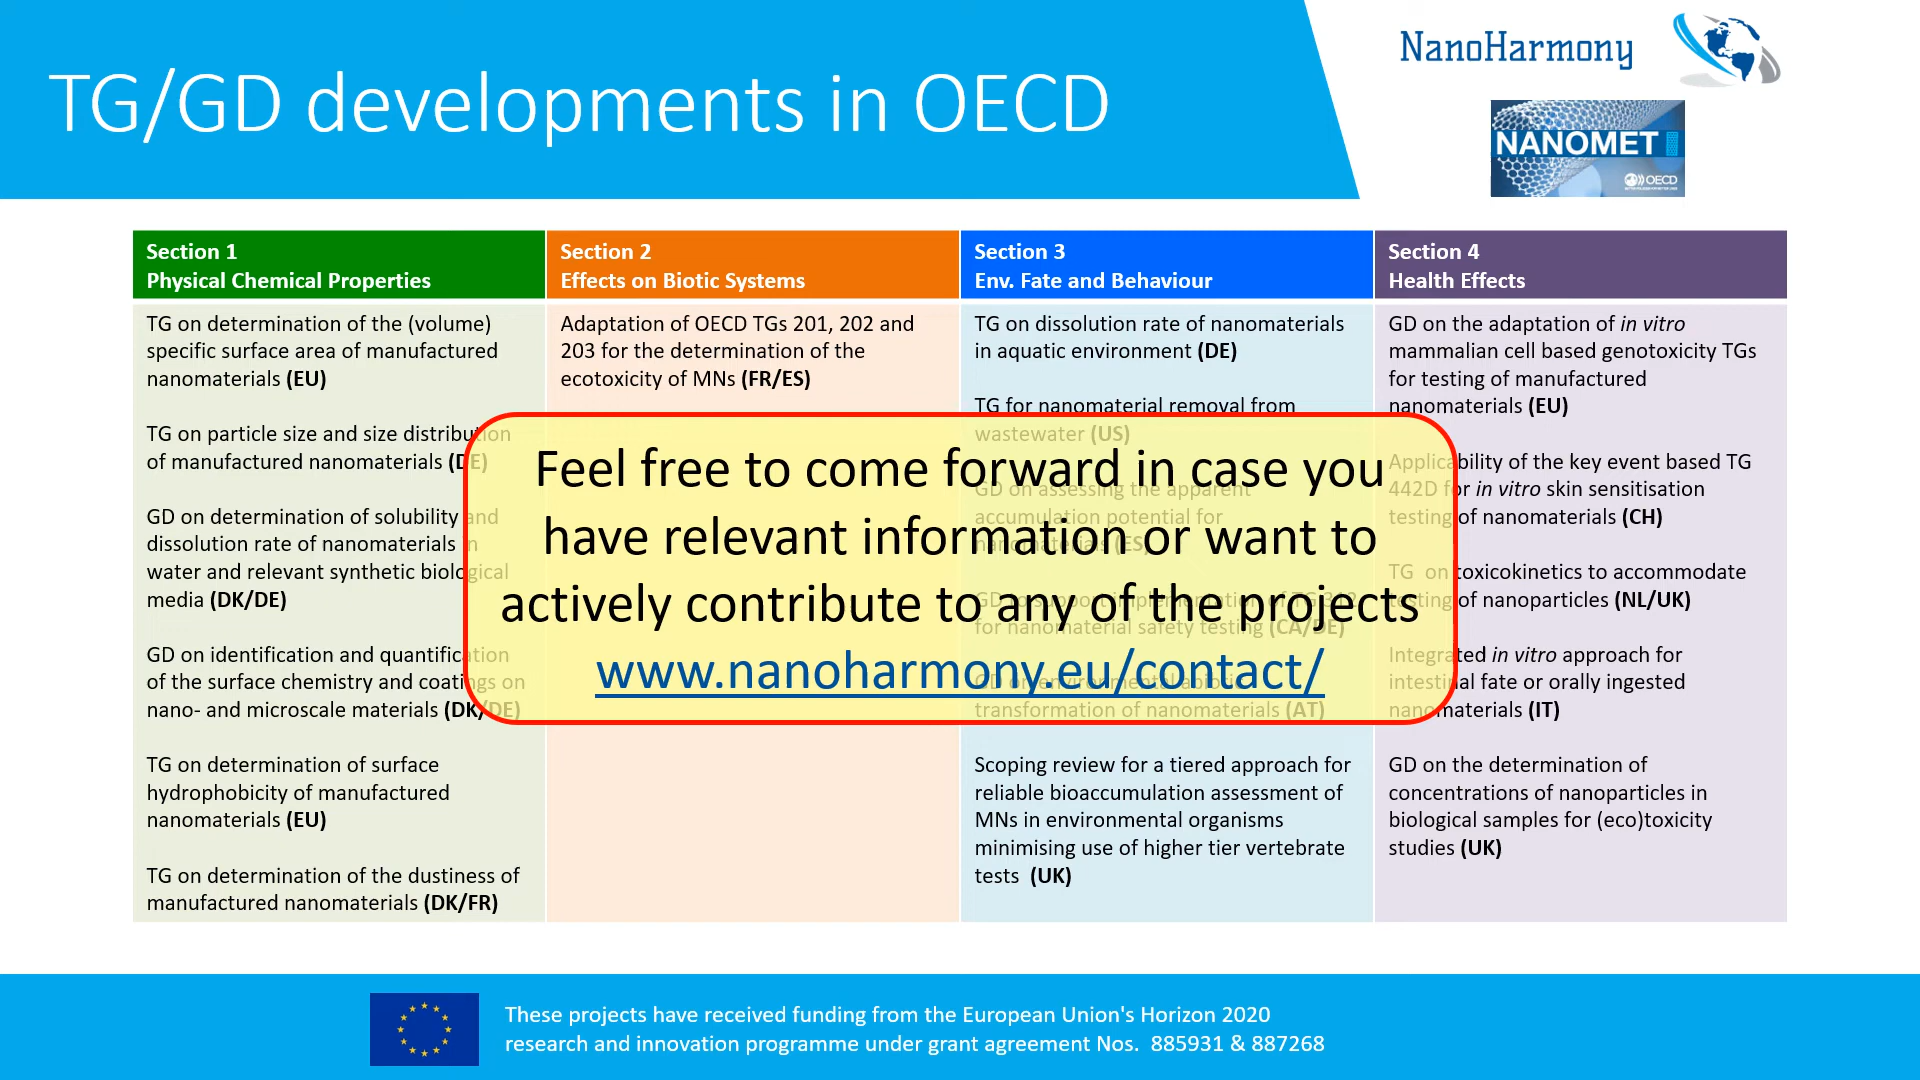 TG/GD developments in OECD
NanoHarmony
NANOMET
OECD
Section 1
Physical Chemical Properties
TG on determination of the (volume)
specific surface area of manufactured
nanomaterials (EU)
TG on particle size and size distribution
of manufactured nanomaterials (DE)
GD on determination of solubility and
dissolution rate of nanomaterials in
water and relevant synthetic biological
media (DK/DE)
GD on identification and quantification
of the surface chemistry and coatings on
nano- and microscale materials (DK/DE)
TG on determination of surface
hydrophobicity of manufactured
nanomaterials (EU)
TG on determination of the dustiness of
manufactured nanomaterials (DK/FR)
Section 2
Effects on Biotic Systems
Adaptation of OECD TGs 201, 202 and
203 for the determination of the
ecotoxicity of MNs (FR/ES)
Section 3
Env. Fate and Behaviour
TG on dissolution rate of nanomaterials
in aquatic environment (DE)
TG for nanomaterial removal from
wastewater (US)
GD on assessing the apparent
accumulation potential for
nanomaterials (ES)
GD to support implementation of TG 312
for nanomaterial safety testing (CA/DE)
GD on environmental abiotic
transformation of nanomaterials (AT)
Scoping review for a tiered approach for
reliable bioaccumulation assessment of
MNs in environmental organisms
minimising use of higher tier vertebrate
tests (UK)
Section 4
Health Effects
GD on the adaptation of in vitro
mammalian cell based genotoxicity TGs
for testing of manufactured
nanomaterials (EU)
Applicability of the key event based TG
442D for in vitro skin sensitisation
testing of nanomaterials (CH)
TG on toxicokinetics to accommodate
testing of nanoparticles (NL/UK)
Integrated in vitro approach for
intestinal fate or orally ingested
nanomaterials (IT)
GD on the determination of
concentrations of nanoparticles in
biological samples for (eco)toxicity
studies (UK)
Feel free to come forward in case you
have relevant information or want to
actively contribute to any of the projects
www.nanoharmony.eu/contact/
These projects have received funding from the European Union's Horizon 2020
research and innovation programme under grant agreement Nos. 885931 & 887268